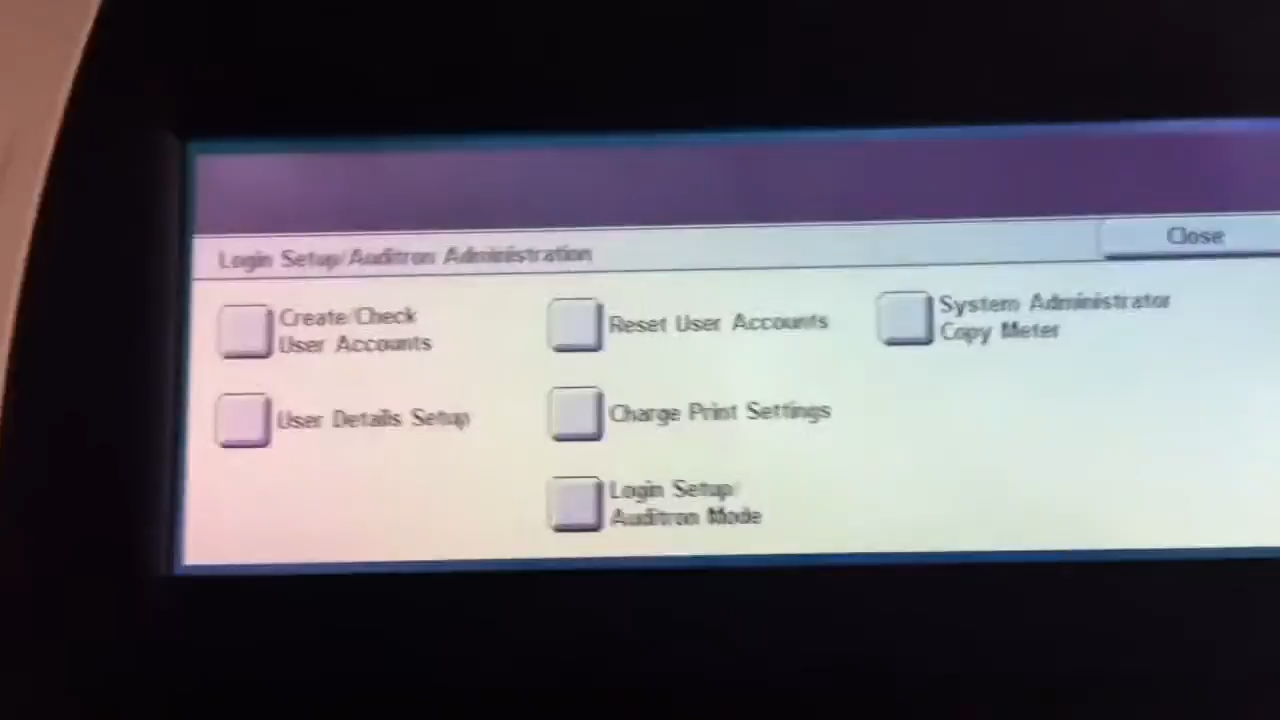 Login Setup/Auditron Administration
Close
Create/Check
User Accounts
Reset User Accounts
System Administrator
Copy Meter
User Details Setup
Charge Print Settings
Login Setup/
Auditron Mode